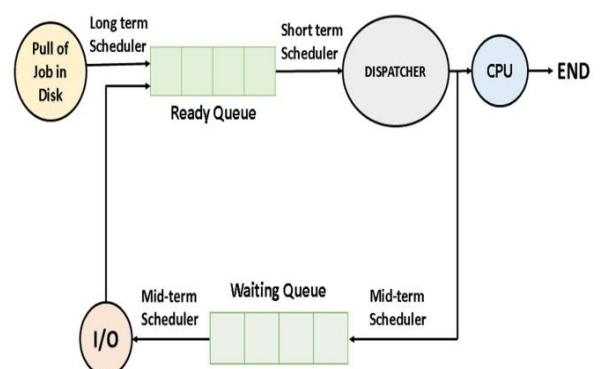 Pull of
Job in
Disk
Long term
Scheduler
Ready Queue
Short term
Scheduler
DISPATCHER
CPU
END
I/O
Mid-term
Scheduler
Waiting Queue
Mid-term
Scheduler